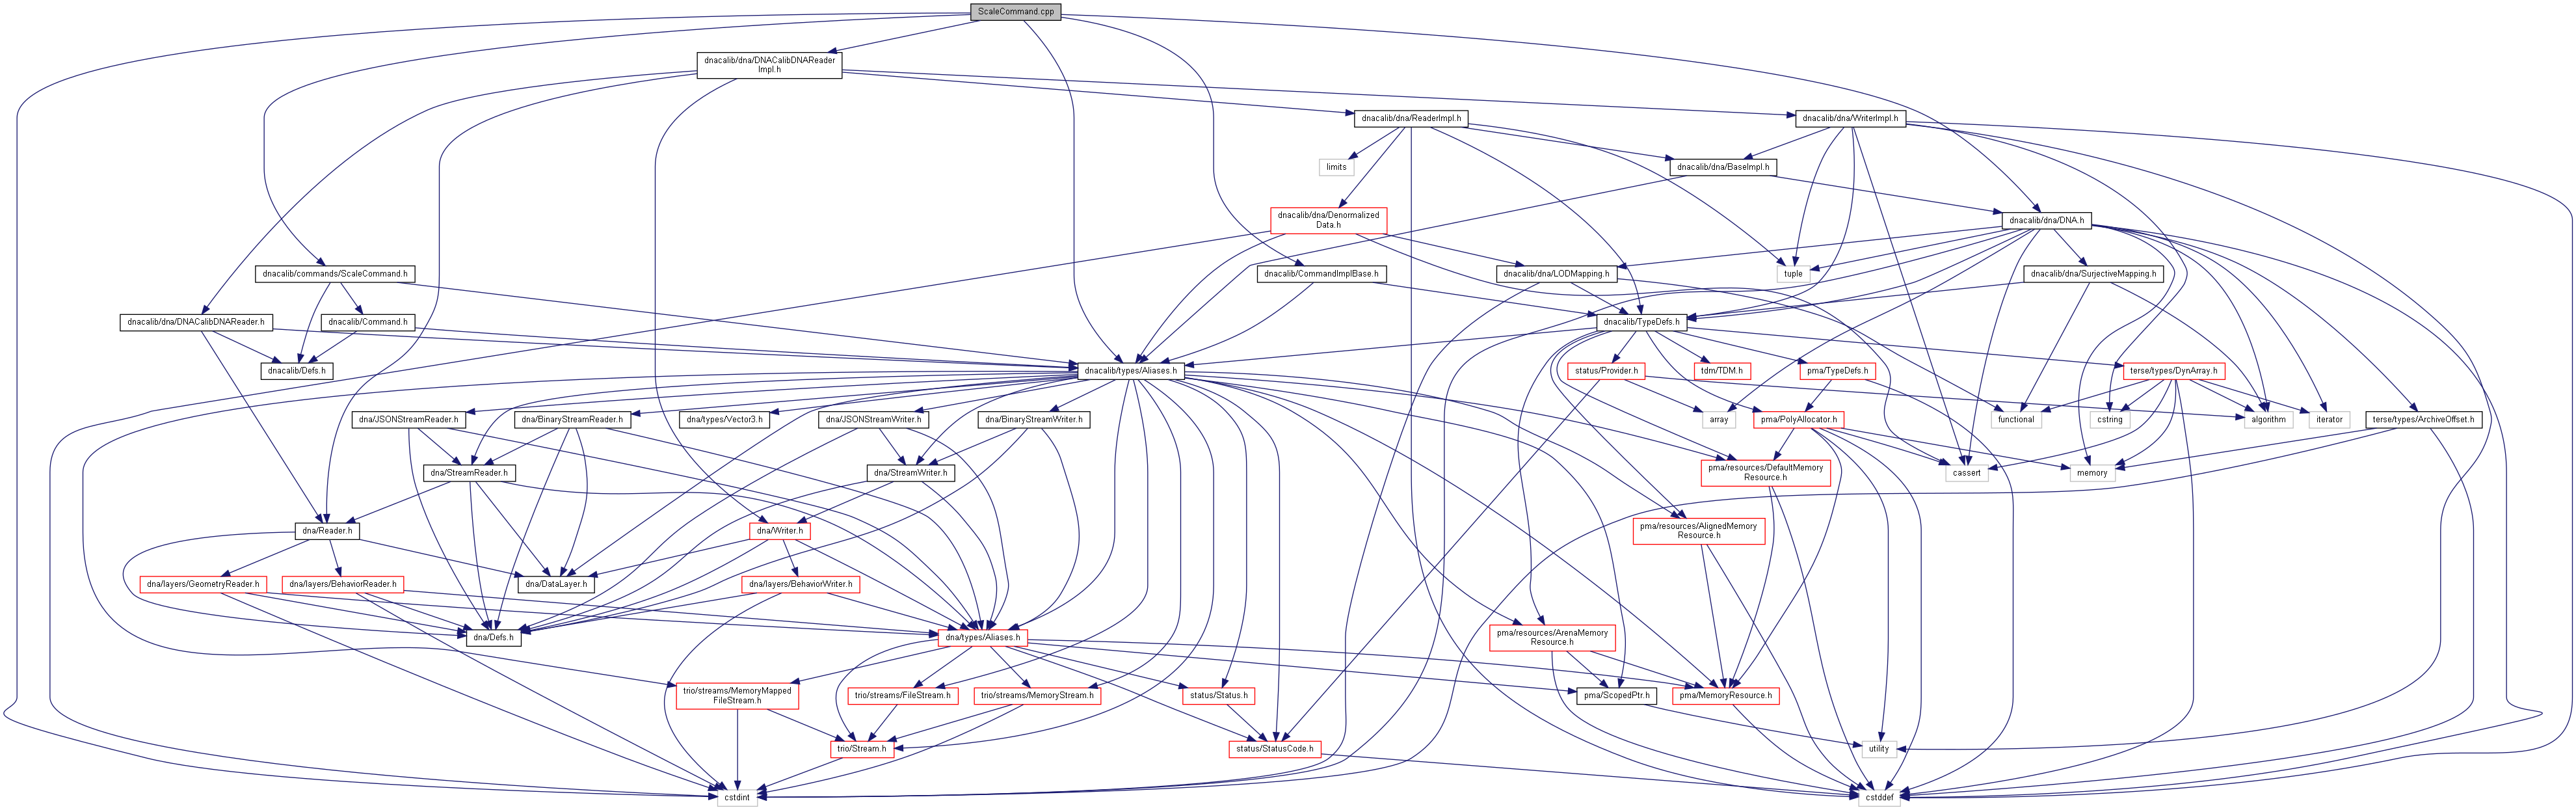 ScaleCommand.cpp
dnacalib/dna/DNACalibDNAReader
Impl.h
dnacalib/dna/ReaderImpl.h
dnacalib/dna/WriterImpl.h
limits
dnacalib/dna/BaseImpl.h
dnacalib/dna/Denormalized
Data.h
dnacalib/dna/DNA.h
dnacalib/commands/ScaleCommand.h
dnacalib/CommandImplBase.h
dnacalib/dna/LODMapping.h
tuple
dnacalib/dna/SurjectiveMapping.h
dnacalib/dna/DNACalibDNAReader.h
dnacalib/Command.h
dnacalib/TypeDefs.h
dnacalib/Defs.h
dnacalib/types/Aliases.h
status/Provider.h
tdm/TDM.h
pma/TypeDefs.h
terse/types/DynArray.h
dna/JSONStreamReader.h
dna/BinaryStreamReader.h
dna/types/Vector3.h
dna/JSONStreamWriter.h
dna/BinaryStreamWriter.h
array
pma/PolyAllocator.h
functional
cstring
algorithm
iterator
terse/types/ArchiveOffset.h
dna/StreamReader.h
dna/StreamWriter.h
pma/resources/DefaultMemory
Resource.h
cassert
memory
dna/Reader.h
dna/Writer.h
pma/resources/AlignedMemory
Resource.h
dna/layers/GeometryReader.h
dna/layers/BehaviorReader.h
dna/DataLayer.h
dna/layers/BehaviorWriter.h
dna/Defs.h
dna/types/Aliases.h
pma/resources/ArenaMemory
Resource.h
trio/streams/MemoryMapped
FileStream.h
trio/streams/FileStream.h
trio/streams/MemoryStream.h
status/Status.h
pma/ScopedPtr.h
pma/MemoryResource.h
trio/Stream.h
status/StatusCode.h
utility
cstdint
cstddef